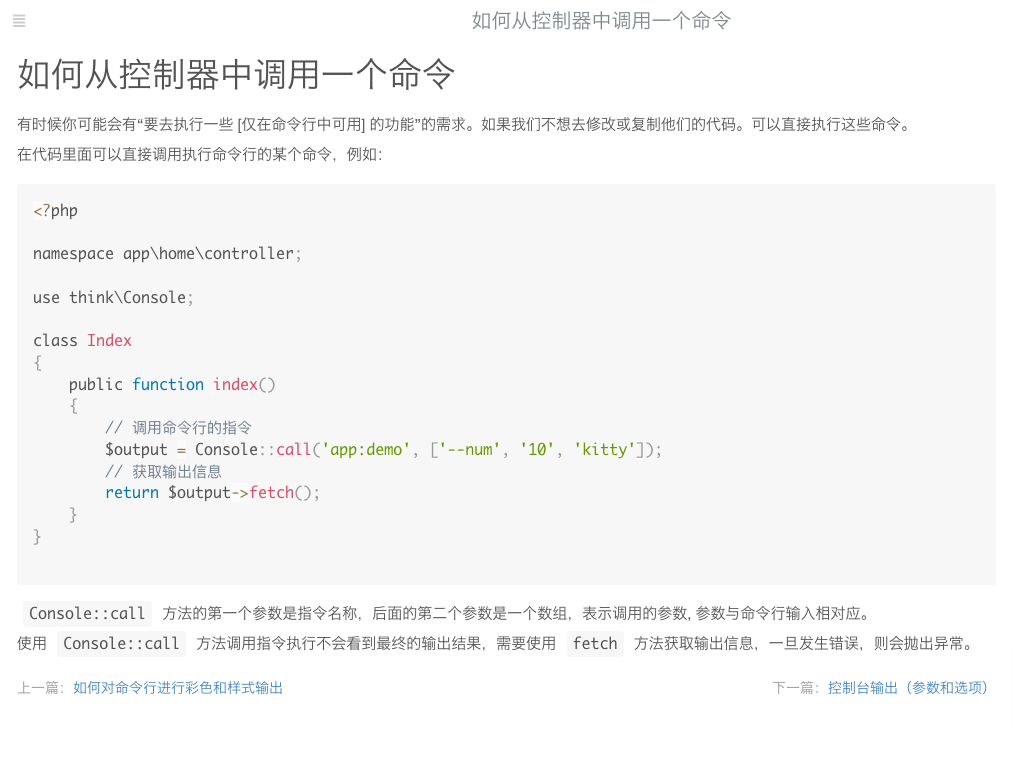 如何从控制器中调用一个命令
如何从控制器中调用一个命令
有时候你可能会有“要去执行一些 [仅在命令行中可用] 的功能”的需求。如果我们不想去修改或复制他们的代码。可以直接执行这些命令。
在代码里面可以直接调用执行命令行的某个命令，例如：
<?php
namespace app\home\controller;
use think\Console;
class Index
{
    public function index()
    {
        // 调用命令行的指令
        $output = Console::call('app:demo', ['--num', '10', 'kitty']);
        // 获取输出信息
        return $output->fetch();
    }
}
Console::call 方法的第一个参数是指令名称，后面的第二个参数是一个数组，表示调用的参数, 参数与命令行输入相对应。
使用 Console::call 方法调用指令执行不会看到最终的输出结果，需要使用 fetch 方法获取输出信息，一旦发生错误，则会抛出异常。
上一篇：如何对命令行进行彩色和样式输出 下一篇：控制台输出（参数和选项）